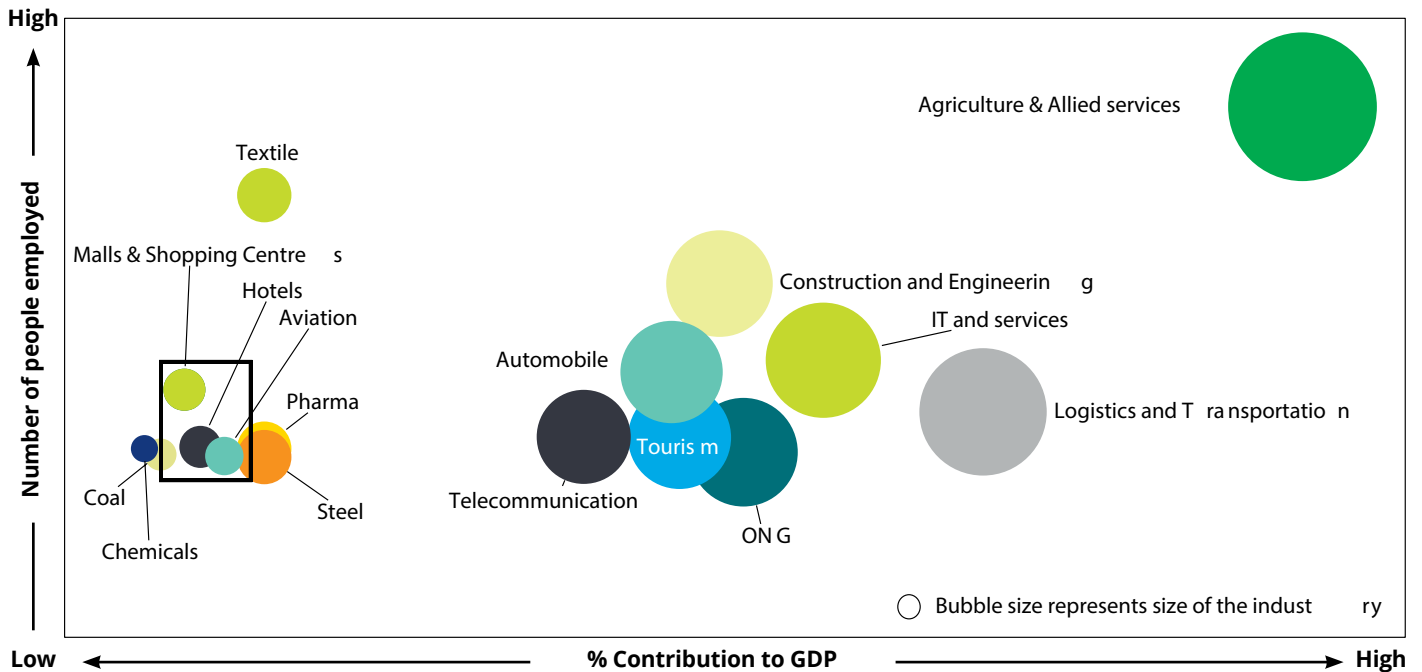 High
Agriculture & Allied services
Textile
Number of people employed
Malls & Shopping Centre s
Construction and Engineerin g
Hotels
Aviation
IT and services
Automobile
Pharma
Logistics and T ra nsportatio n
Touris m
Coal
Telecommunication
Steel
ON G
Chemicals
Bubble size represents size of the indust ry
Low
% Contribution to GDP
High